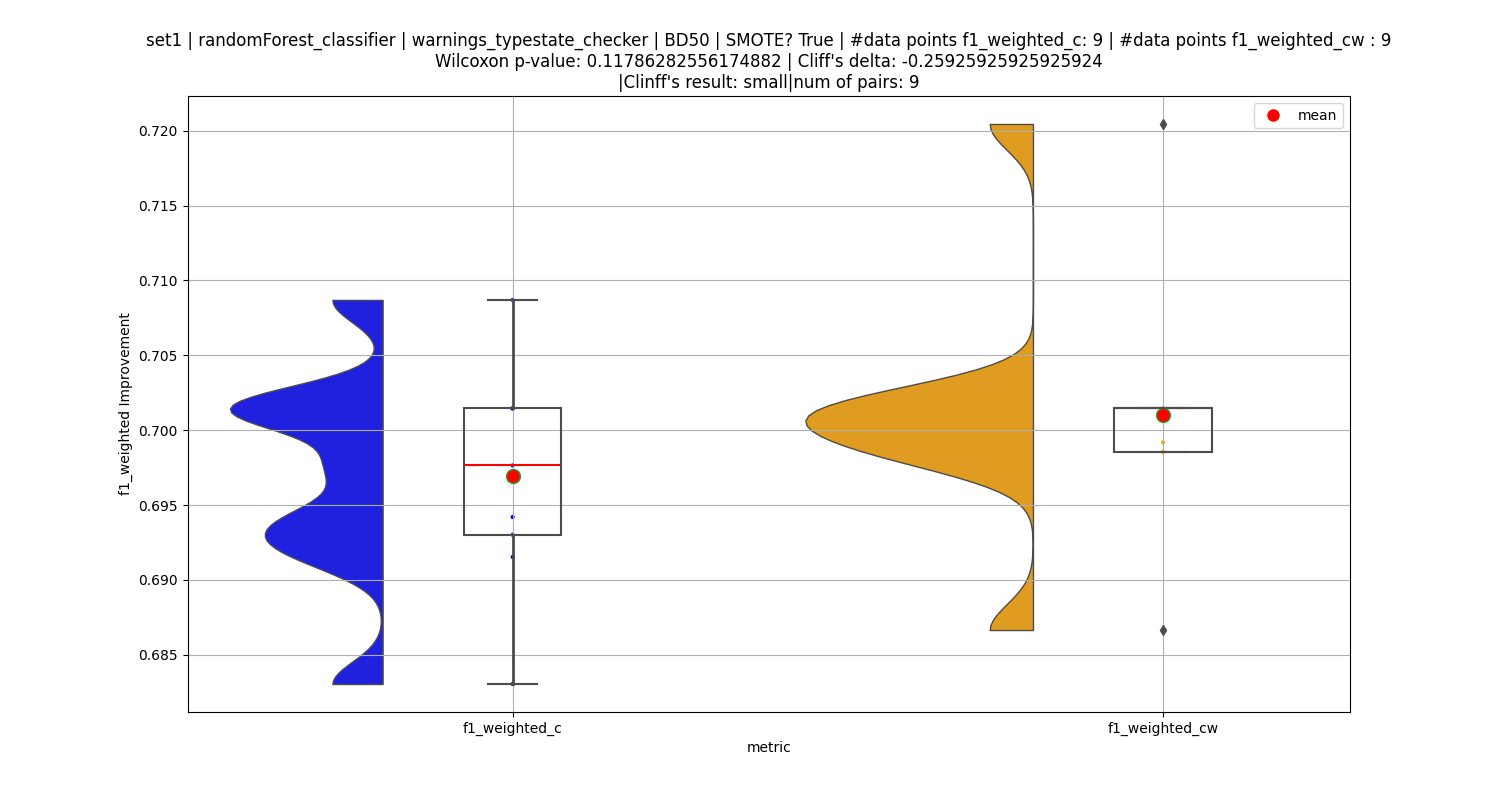 set1 | randomForest_classifier | warnings_typestate_checker | BD50 | SMOTE? True | #data points f1_weighted_c: 9 | #data points f1_weighted_cw : 9
Wilcoxon p-value: 0.11786282556174882 | Cliff's delta: -0.25925925925925924
|Clinff's result: small|num of pairs: 9
mean
0.720
0.715
0.710
0.705
0.700
0.695
0.690
0.685
f1_weighted Improvement
f1_weighted_c
f1_weighted_cw
metric